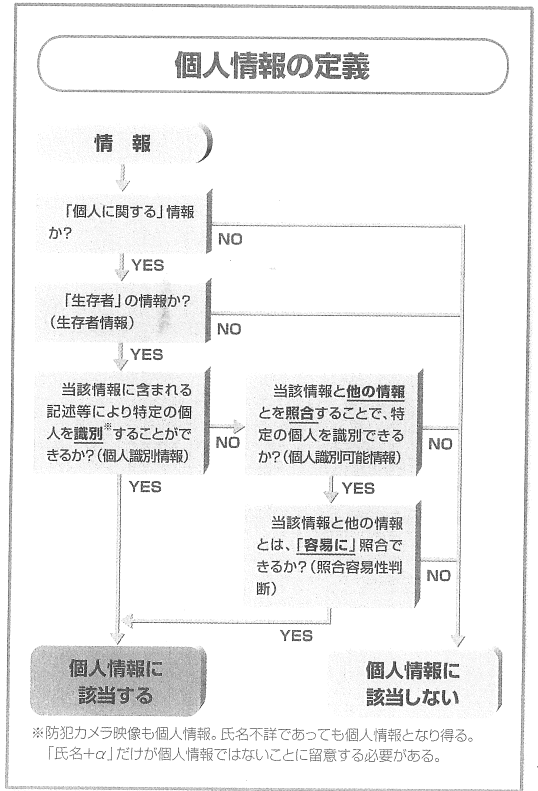 個人情報の定義
情 報
「個人に関する」情報
か?
NO
YES
「生存者」の情報か?
(生存者情報)
NO
YES
当該情報に含まれる
記述等により特定の個
人を識別※することがで
きるか?(個人識別情報)
NO
YES
当該情報と他の情報
とを照合することで、特
定の個人を識別できる
か?(個人識別可能情報)
NO
YES
当該情報と他の情報
とは、「容易に」照合で
きるか?(照合容易性判
断)
NO
YES
個人情報に
該当する
個人情報に
該当しない
※防犯カメラ映像も個人情報。氏名不詳であっても個人情報となり得る。
「氏名+α」だけが個人情報ではないことに留意する必要がある。